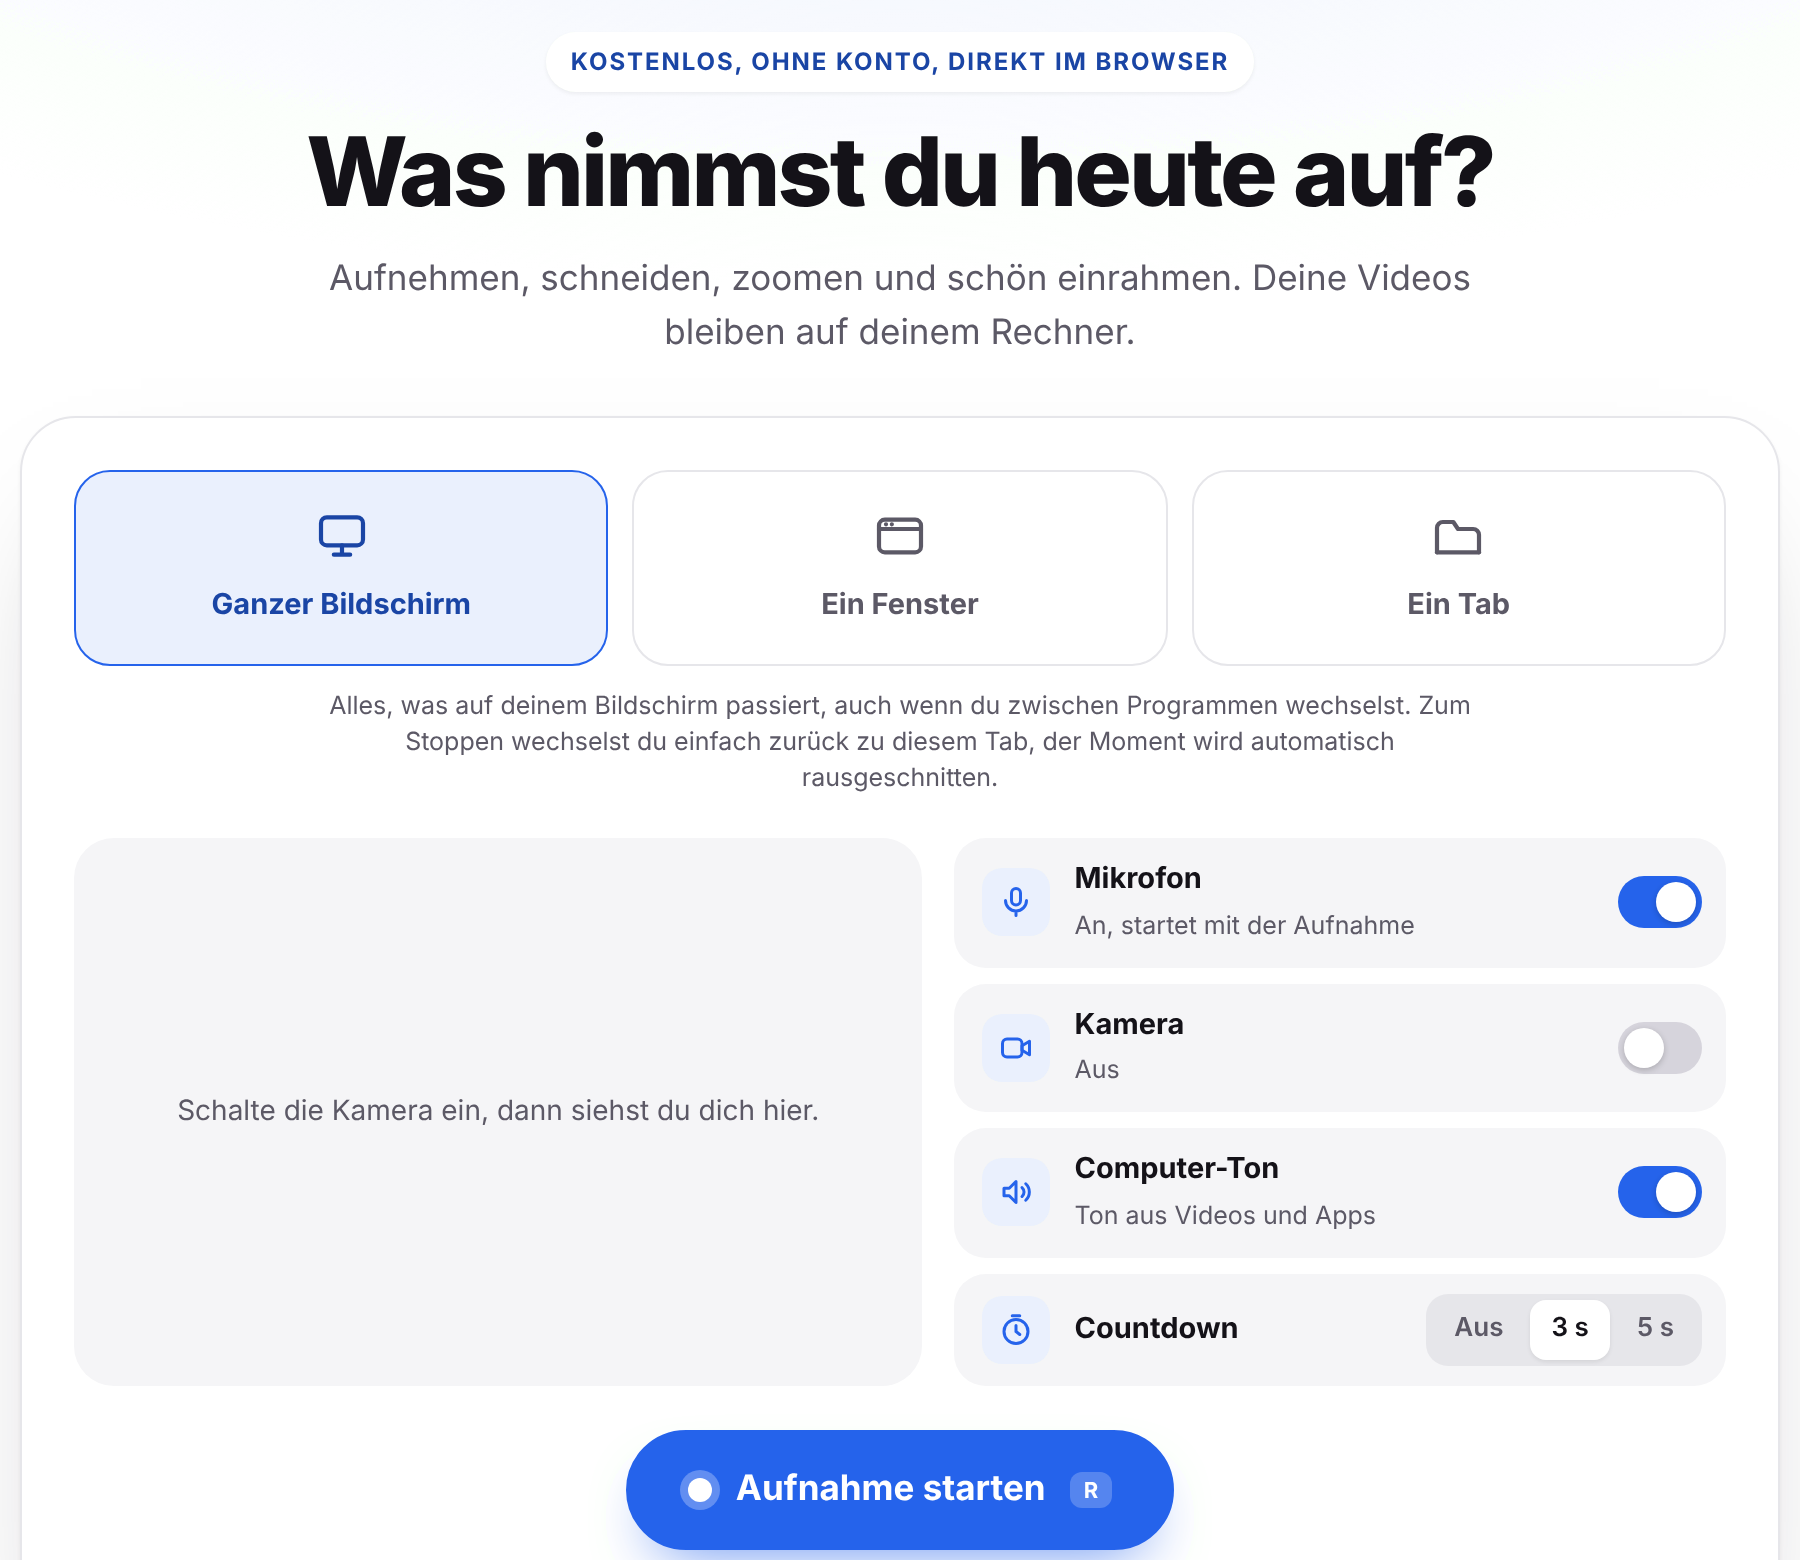 KOSTENLOS, OHNE KONTO, DIREKT IM BROWSER
Was nimmst du heute auf?
Aufnehmen, schneiden, zoomen und schön einrahmen. Deine Videos
bleiben auf deinem Rechner.
Ganzer Bildschirm
Ein Fenster
Ein Tab
Alles, was auf deinem Bildschirm passiert, auch wenn du zwischen Programmen wechselst. Zum
Stoppen wechselst du einfach zurück zu diesem Tab, der Moment wird automatisch
rausgeschnitten.
Schalte die Kamera ein, dann siehst du dich hier.
Mikrofon
An, startet mit der Aufnahme
Kamera
Aus
Computer-Ton
Ton aus Videos und Apps
Countdown
Aus 3 s 5 s
Aufnahme starten R